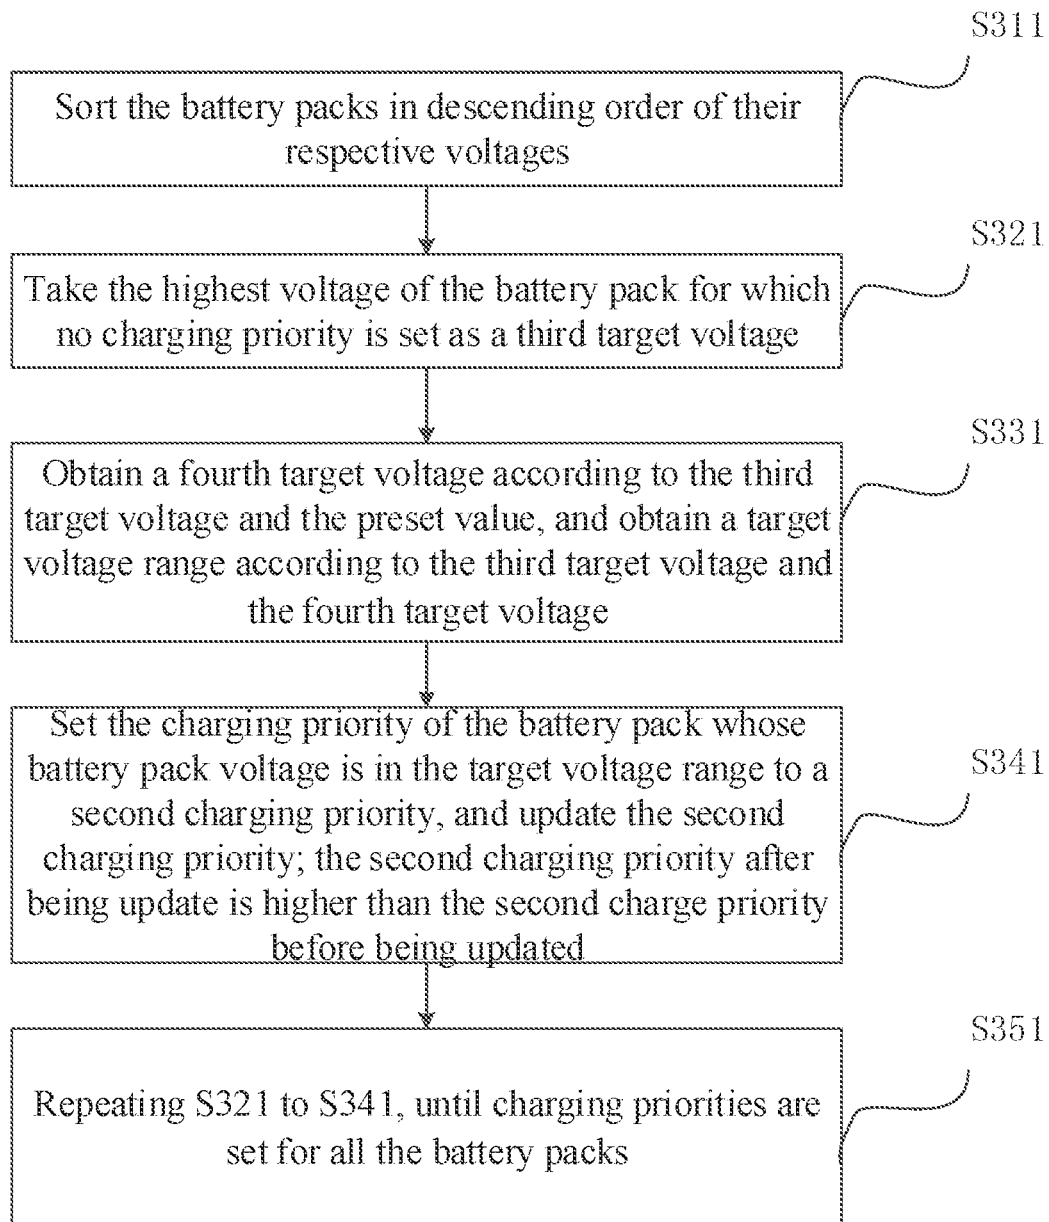 S311
Sort the battery packs in descending order of their
respective voltages
S321
Take the highest voltage of the battery pack for which
no charging priority is set as a third target voltage
S331
Obtain a fourth target voltage according to the third
target voltage and the preset value, and obtain a target
voltage range according to the third target voltage and
the fourth target voltage
S341
Set the charging priority of the battery pack whose
battery pack voltage is in the target voltage range to a
second charging priority, and update the second
charging priority; the second charging priority after
being update is higher than the second charge priority
before being updated
S351
Repeating S321 to S341, until charging priorities are
set for all the battery packs